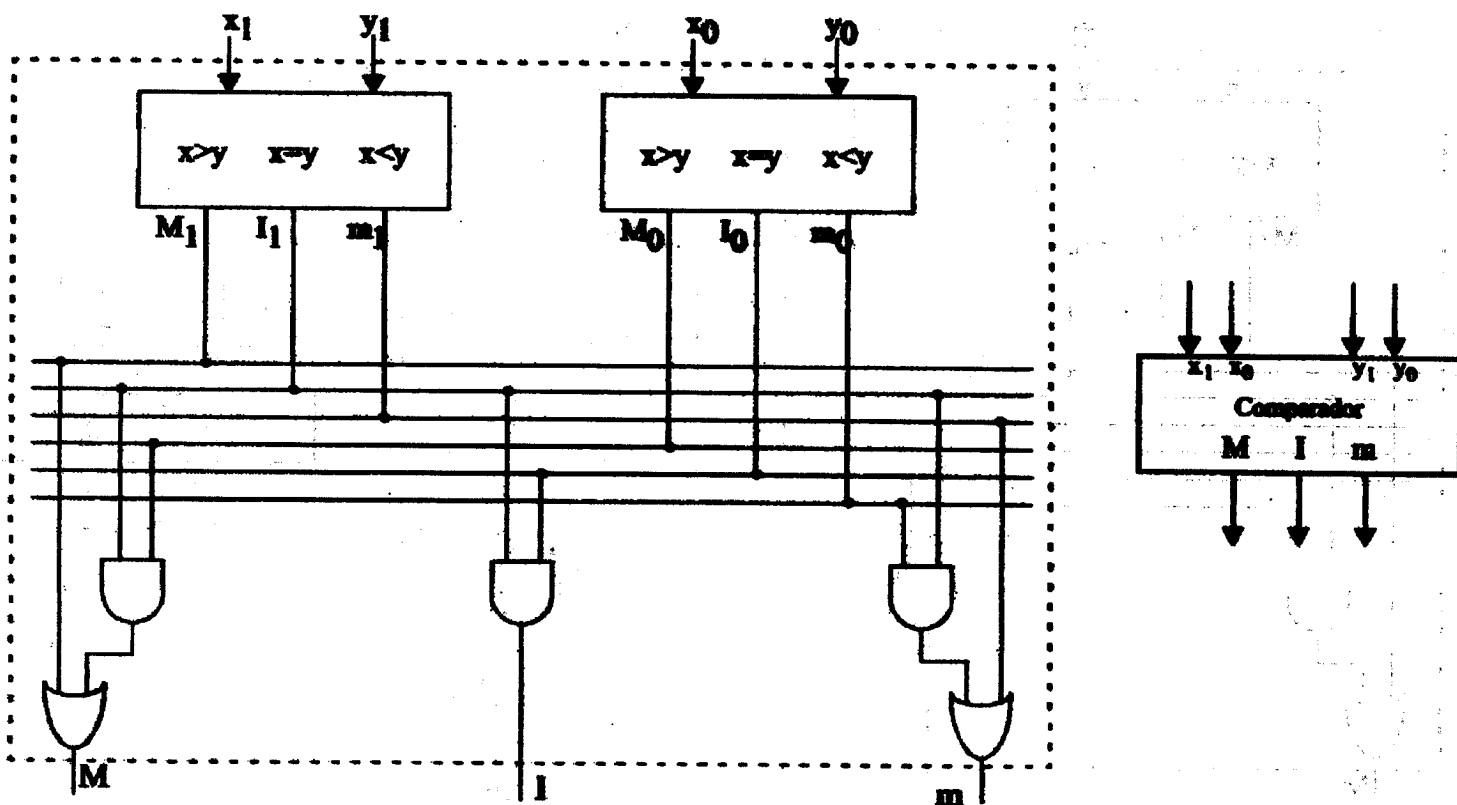 x₁ y₁ x₀ y₀
x>y x=y x<y x>y x=y x<y
M₁ I₁ m₁ M₀ I₀ m₀
x₁ x₀ y₁ y₀
Comparador
M I m
M I m